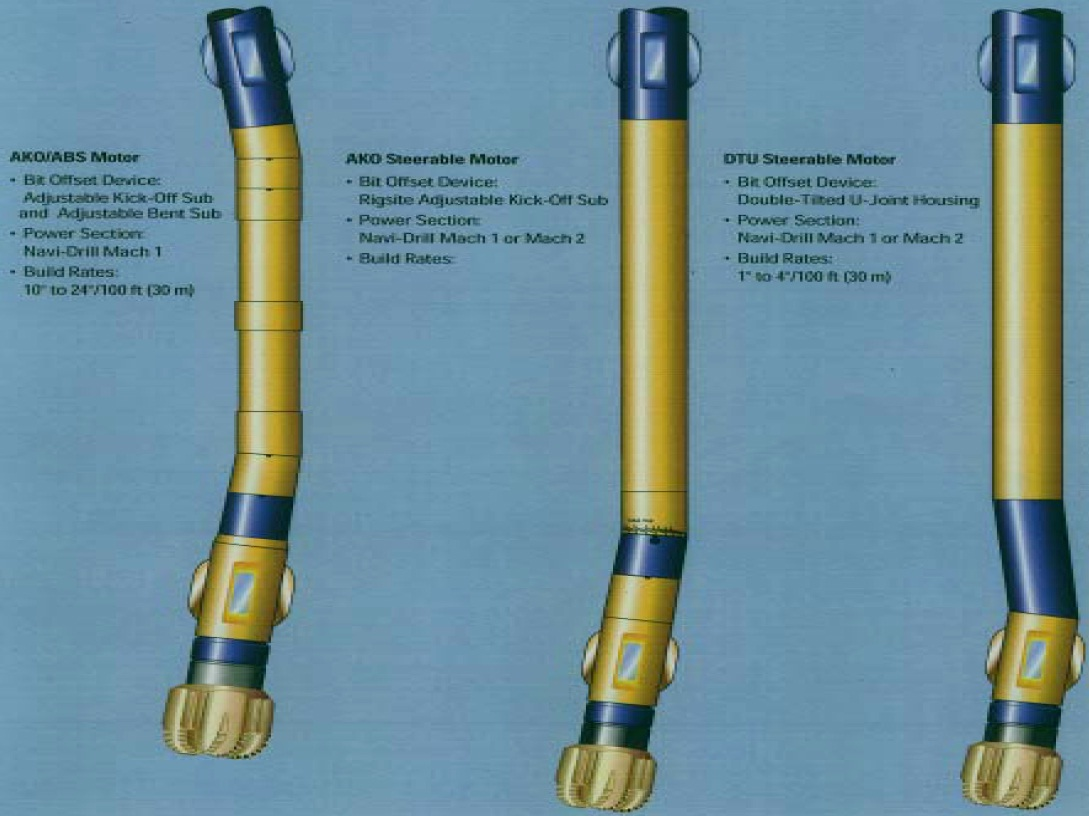 AKO/ABS Motor
• Bit Offset Device:
Adjustable Kick-Off Sub
and Adjustable Bent Sub
• Power Section:
Navi-Drill Mach 1
• Build Rates:
10° to 24°/100 ft (30 m)
AKO Steerable Motor
• Bit Offset Device:
Rigsite Adjustable Kick-Off Sub
• Power Section:
Navi-Drill Mach 1 or Mach 2
• Build Rates:
DTU Steerable Motor
• Bit Offset Device:
Double-Tilted U-Joint Housing
• Power Section:
Navi-Drill Mach 1 or Mach 2
• Build Rates:
1° to 4°/100 ft (30 m)